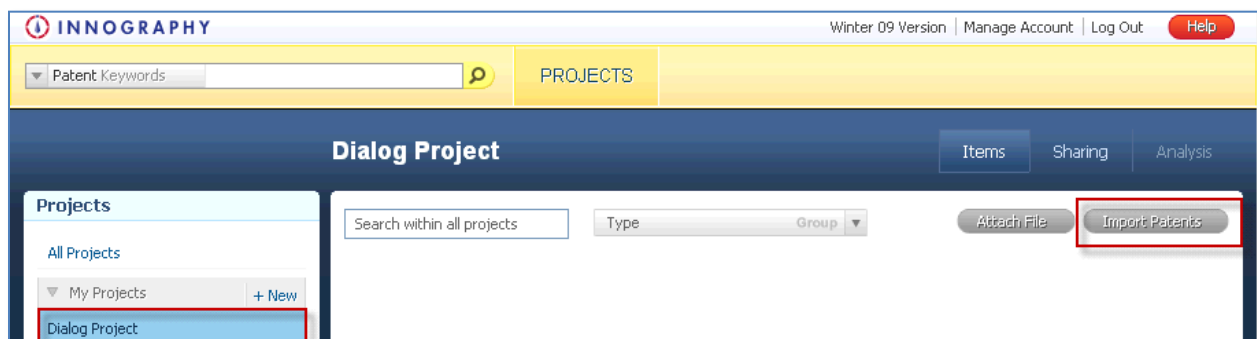 INNOGRAPHY
Winter 09 Version | Manage Account | Log Out Help
Patent Keywords
PROJECTS
Dialog Project
Items Sharing Analysis
Projects
Search within all projects
Type Group
Attach File
Import Patents
All Projects
My Projects + New
Dialog Project